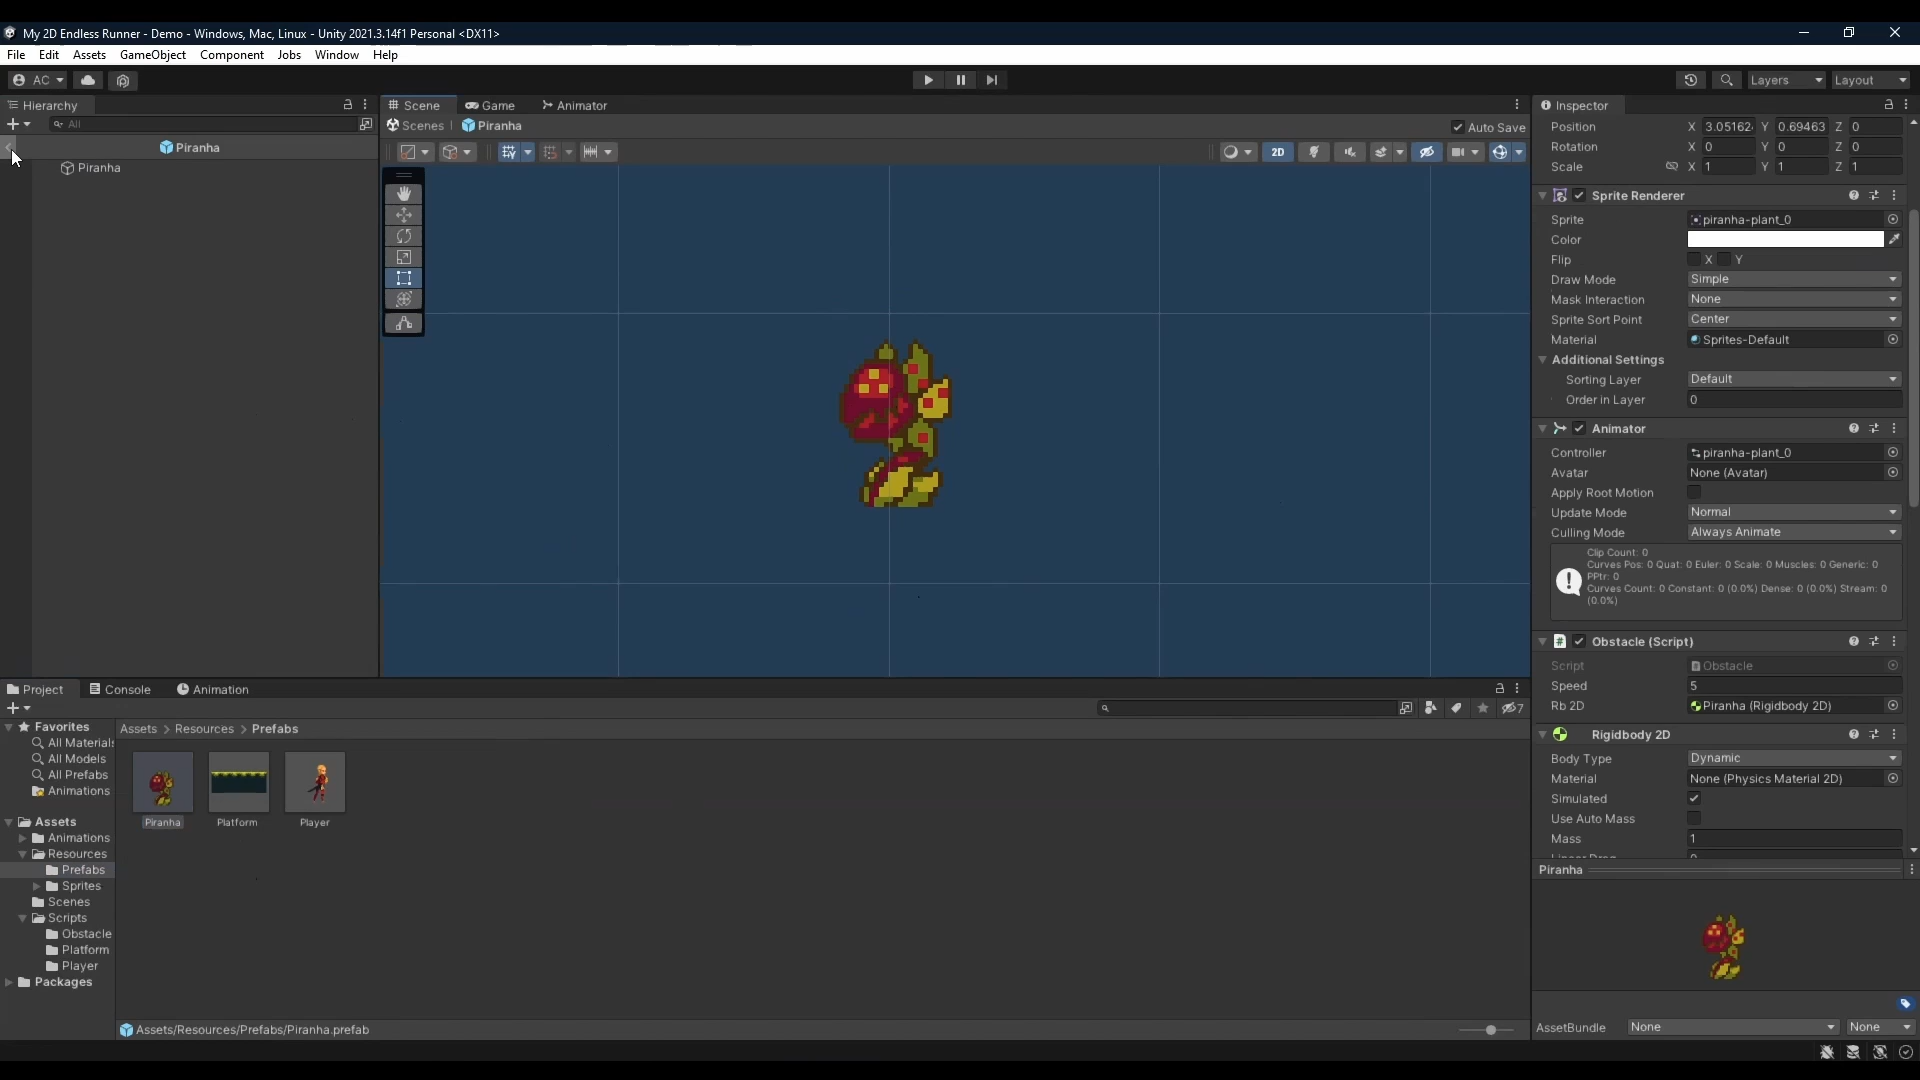 My 2D Endless Runner - Demo - Windows, Mac, Linux - Unity 2021.3.14f1 Personal <DX11>
File Edit Assets GameObject Component Jobs Window Help
AC Layers Layout
Hierarchy Scene Game Animator Inspector
All Scenes Piranha Auto Save
Piranha
2D
Piranha
Position X 3.05162 Y 0.69463 Z 0
Rotation X 0 Y 0 Z 0
Scale X 1 Y 1 Z 1
Sprite Renderer
Sprite piranha-plant_0
Color
Flip X Y
Draw Mode Simple
Mask Interaction None
Sprite Sort Point Center
Material Sprites-Default
Additional Settings
Sorting Layer Default
Order in Layer 0
Animator
Controller piranha-plant_0
Avatar None (Avatar)
Apply Root Motion
Update Mode Normal
Culling Mode Always Animate
Clip Count: 0
Curves Pos: 0 Quat: 0 Euler: 0 Scale: 0 Muscles: 0 Generic: 0
PPtr: 0
Curves Count: 0 Constant: 0 (0.0%) Dense: 0 (0.0%) Stream: 0
(0.0%)
Obstacle (Script)
Script Obstacle
Speed 5
Rb 2D Piranha (Rigidbody 2D)
Rigidbody 2D
Body Type Dynamic
Material None (Physics Material 2D)
Simulated
Use Auto Mass
Mass 1
Piranha
AssetBundle None None
Project Console Animation
7
Favorites
All Materials
All Models
All Prefabs
Animations
Assets
Animations
Resources
Prefabs
Sprites
Scenes
Scripts
Obstacle
Platform
Player
Packages
Assets > Resources > Prefabs
Piranha Platform Player
Assets/Resources/Prefabs/Piranha.prefab